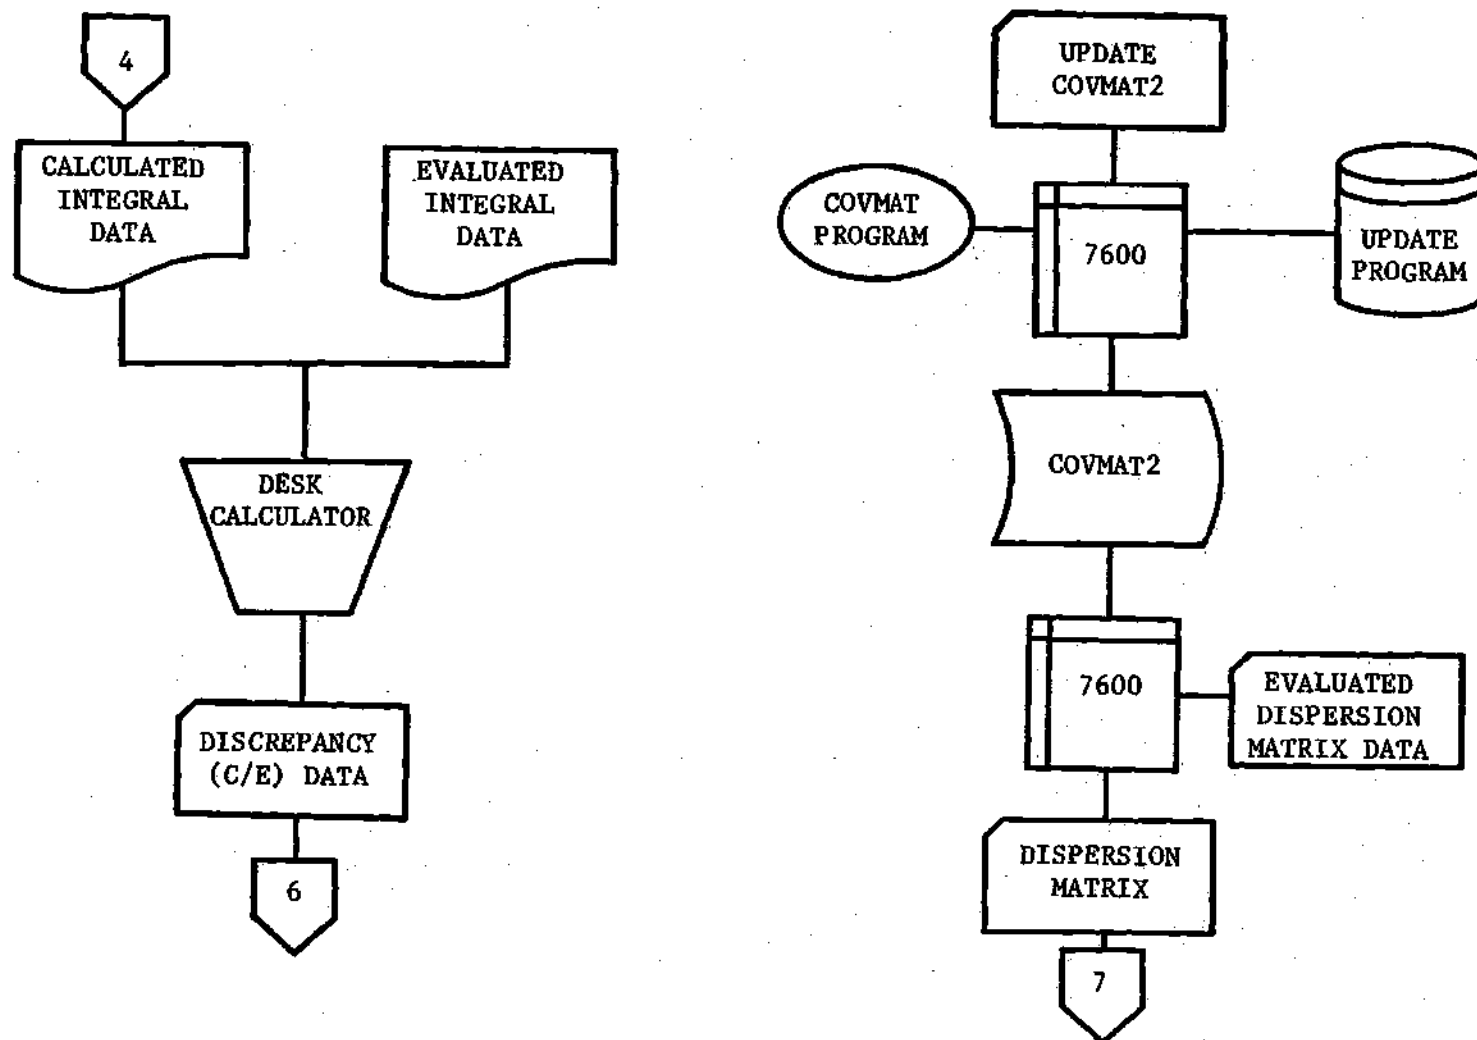 4
CALCULATED
INTEGRAL
DATA
EVALUATED
INTEGRAL
DATA
DESK
CALCULATOR
DISCREPANCY
(C/E) DATA
6
UPDATE
COVMAT2
COVMAT
PROGRAM
7600
UPDATE
PROGRAM
COVMAT2
7600
EVALUATED
DISPERSION
MATRIX DATA
DISPERSION
MATRIX
7